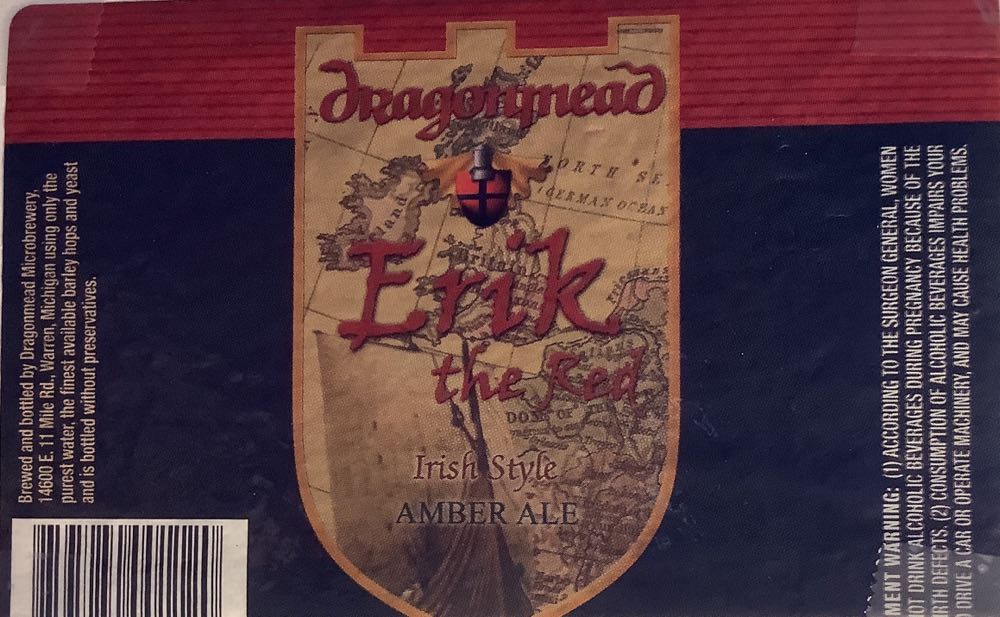 Brewed and bottled by Dragonmead Microbrewery,
14600 E. 11 Mile Rd., Warren, Michigan using only the
purest water, the finest available barley hops and yeast
and is bottled without preservatives.
dragonmead
NORTH SE
GERMAN OCEAN
land
Britain
Erik
the Red
Irish Style
AMBER ALE
MENT WARNING: (1) ACCORDING TO THE SURGEON GENERAL, WOMEN
OT DRINK ALCOHOLIC BEVERAGES DURING PREGNANCY BECAUSE OF THE
RTH DEFECTS. (2) CONSUMPTION OF ALCOHOLIC BEVERAGES IMPAIRS YOUR
O DRIVE A CAR OR OPERATE MACHINERY, AND MAY CAUSE HEALTH PROBLEMS.